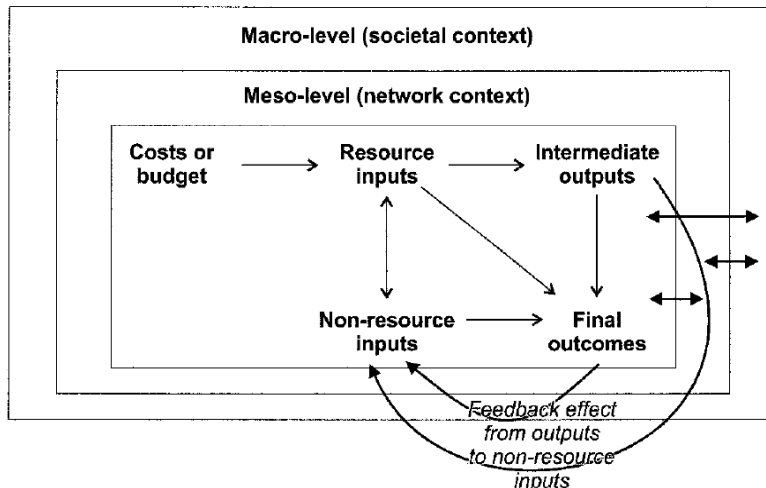 Macro-level (societal context)
Meso-level (network context)
Costs or
budget
Resource
inputs
Intermediate
outputs
Non-resource
inputs
Final
outcomes
Feedback effect
from outputs
to non-resource
inputs